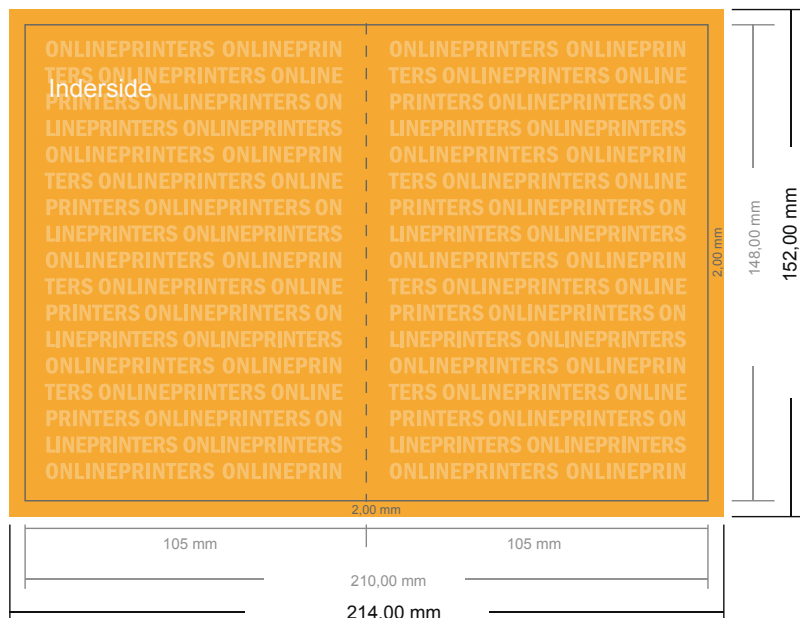 ONLINEPRINTERS ONLINEPRIN
TERS ONLINEPRINTERS ONLINE
Inderside
PRINTERS ONLINEPRINTERS ON
LINEPRINTERS ONLINEPRINTERS
ONLINEPRINTERS ONLINEPRIN
TERS ONLINEPRINTERS ONLINE
PRINTERS ONLINEPRINTERS ON
LINEPRINTERS ONLINEPRINTERS
ONLINEPRINTERS ONLINEPRIN
TERS ONLINEPRINTERS ONLINE
PRINTERS ONLINEPRINTERS ON
LINEPRINTERS ONLINEPRINTERS
ONLINEPRINTERS ONLINEPRIN
TERS ONLINEPRINTERS ONLINE
PRINTERS ONLINEPRINTERS ON
LINEPRINTERS ONLINEPRINTERS
ONLINEPRINTERS ONLINEPRIN
ONLINEPRINTERS ONLINEPRIN
TERS ONLINEPRINTERS ONLINE
PRINTERS ONLINEPRINTERS ON
LINEPRINTERS ONLINEPRINTERS
ONLINEPRINTERS ONLINEPRIN
TERS ONLINEPRINTERS ONLINE
PRINTERS ONLINEPRINTERS ON
LINEPRINTERS ONLINEPRINTERS
ONLINEPRINTERS ONLINEPRIN
TERS ONLINEPRINTERS ONLINE
PRINTERS ONLINEPRINTERS ON
LINEPRINTERS ONLINEPRINTERS
ONLINEPRINTERS ONLINEPRIN
TERS ONLINEPRINTERS ONLINE
PRINTERS ONLINEPRINTERS ON
LINEPRINTERS ONLINEPRINTERS
ONLINEPRINTERS ONLINEPRIN
2,00 mm
148,00 mm
152,00 mm
2,00 mm
105 mm
105 mm
210,00 mm
214,00 mm